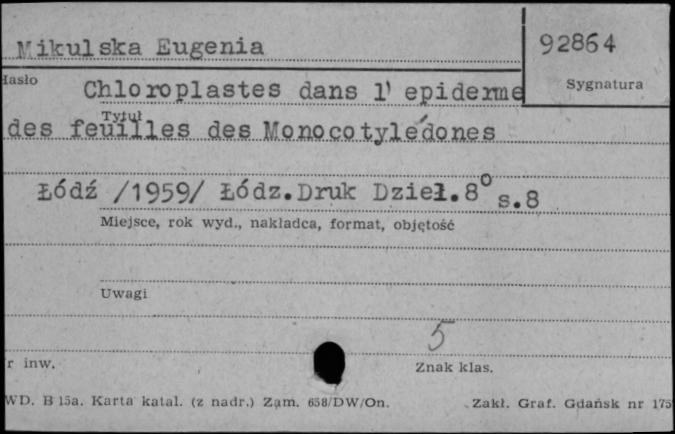 Mikulska Eugenia
92864
Hasło
Sygnatura
Chloroplastes dans l' epiderme
Tytuł
des feuilles des Monocotylédones
Łódź /1959/ Łódz.Druk Dzieł.8° s.8
Miejsce, rok wyd., nakładca, format, objętość
Uwagi
5
r inw.
Znak klas.
WD. B 15a. Karta katal. (z nadr.) Zam. 658/DW/On.
Zakł. Graf. Gdańsk nr 175